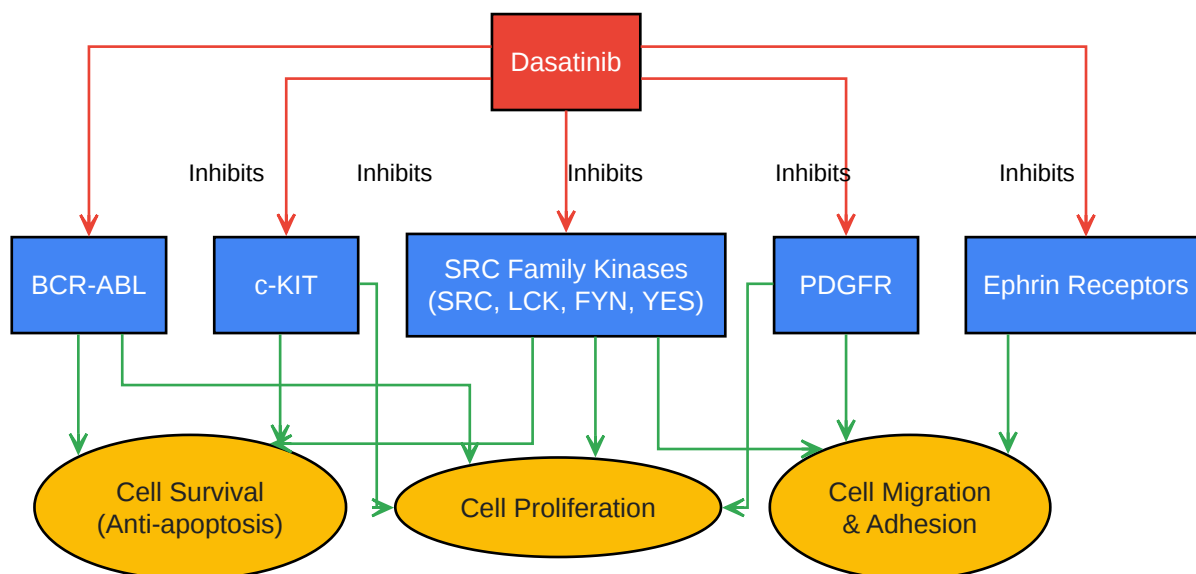 Dasatinib
Inhibits
Inhibits
Inhibits
Inhibits
Inhibits
BCR-ABL
c-KIT
SRC Family Kinases
(SRC, LCK, FYN, YES)
PDGFR
Ephrin Receptors
Cell Survival
(Anti-apoptosis)
Cell Proliferation
Cell Migration
& Adhesion